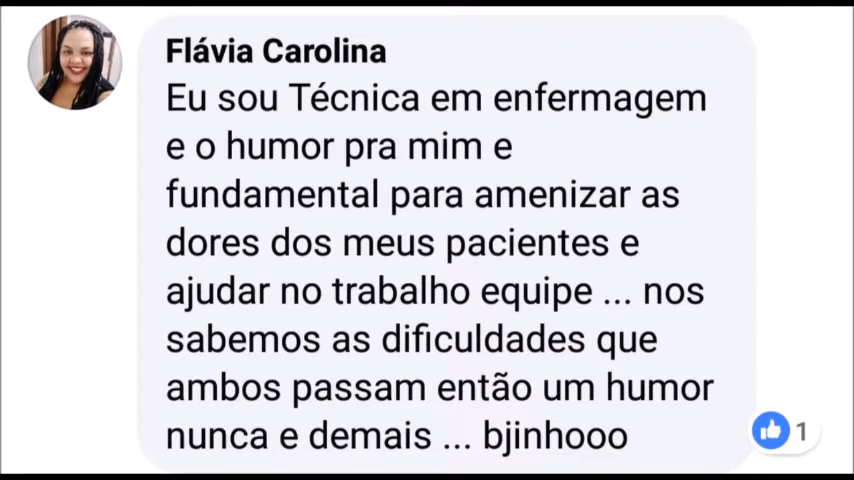 Flávia Carolina
Eu sou Técnica em enfermagem
e o humor pra mim e
fundamental para amenizar as
dores dos meus pacientes e
ajudar no trabalho equipe ... nos
sabemos as dificuldades que
ambos passam então um humor
nunca e demais ... bjinhooo
1